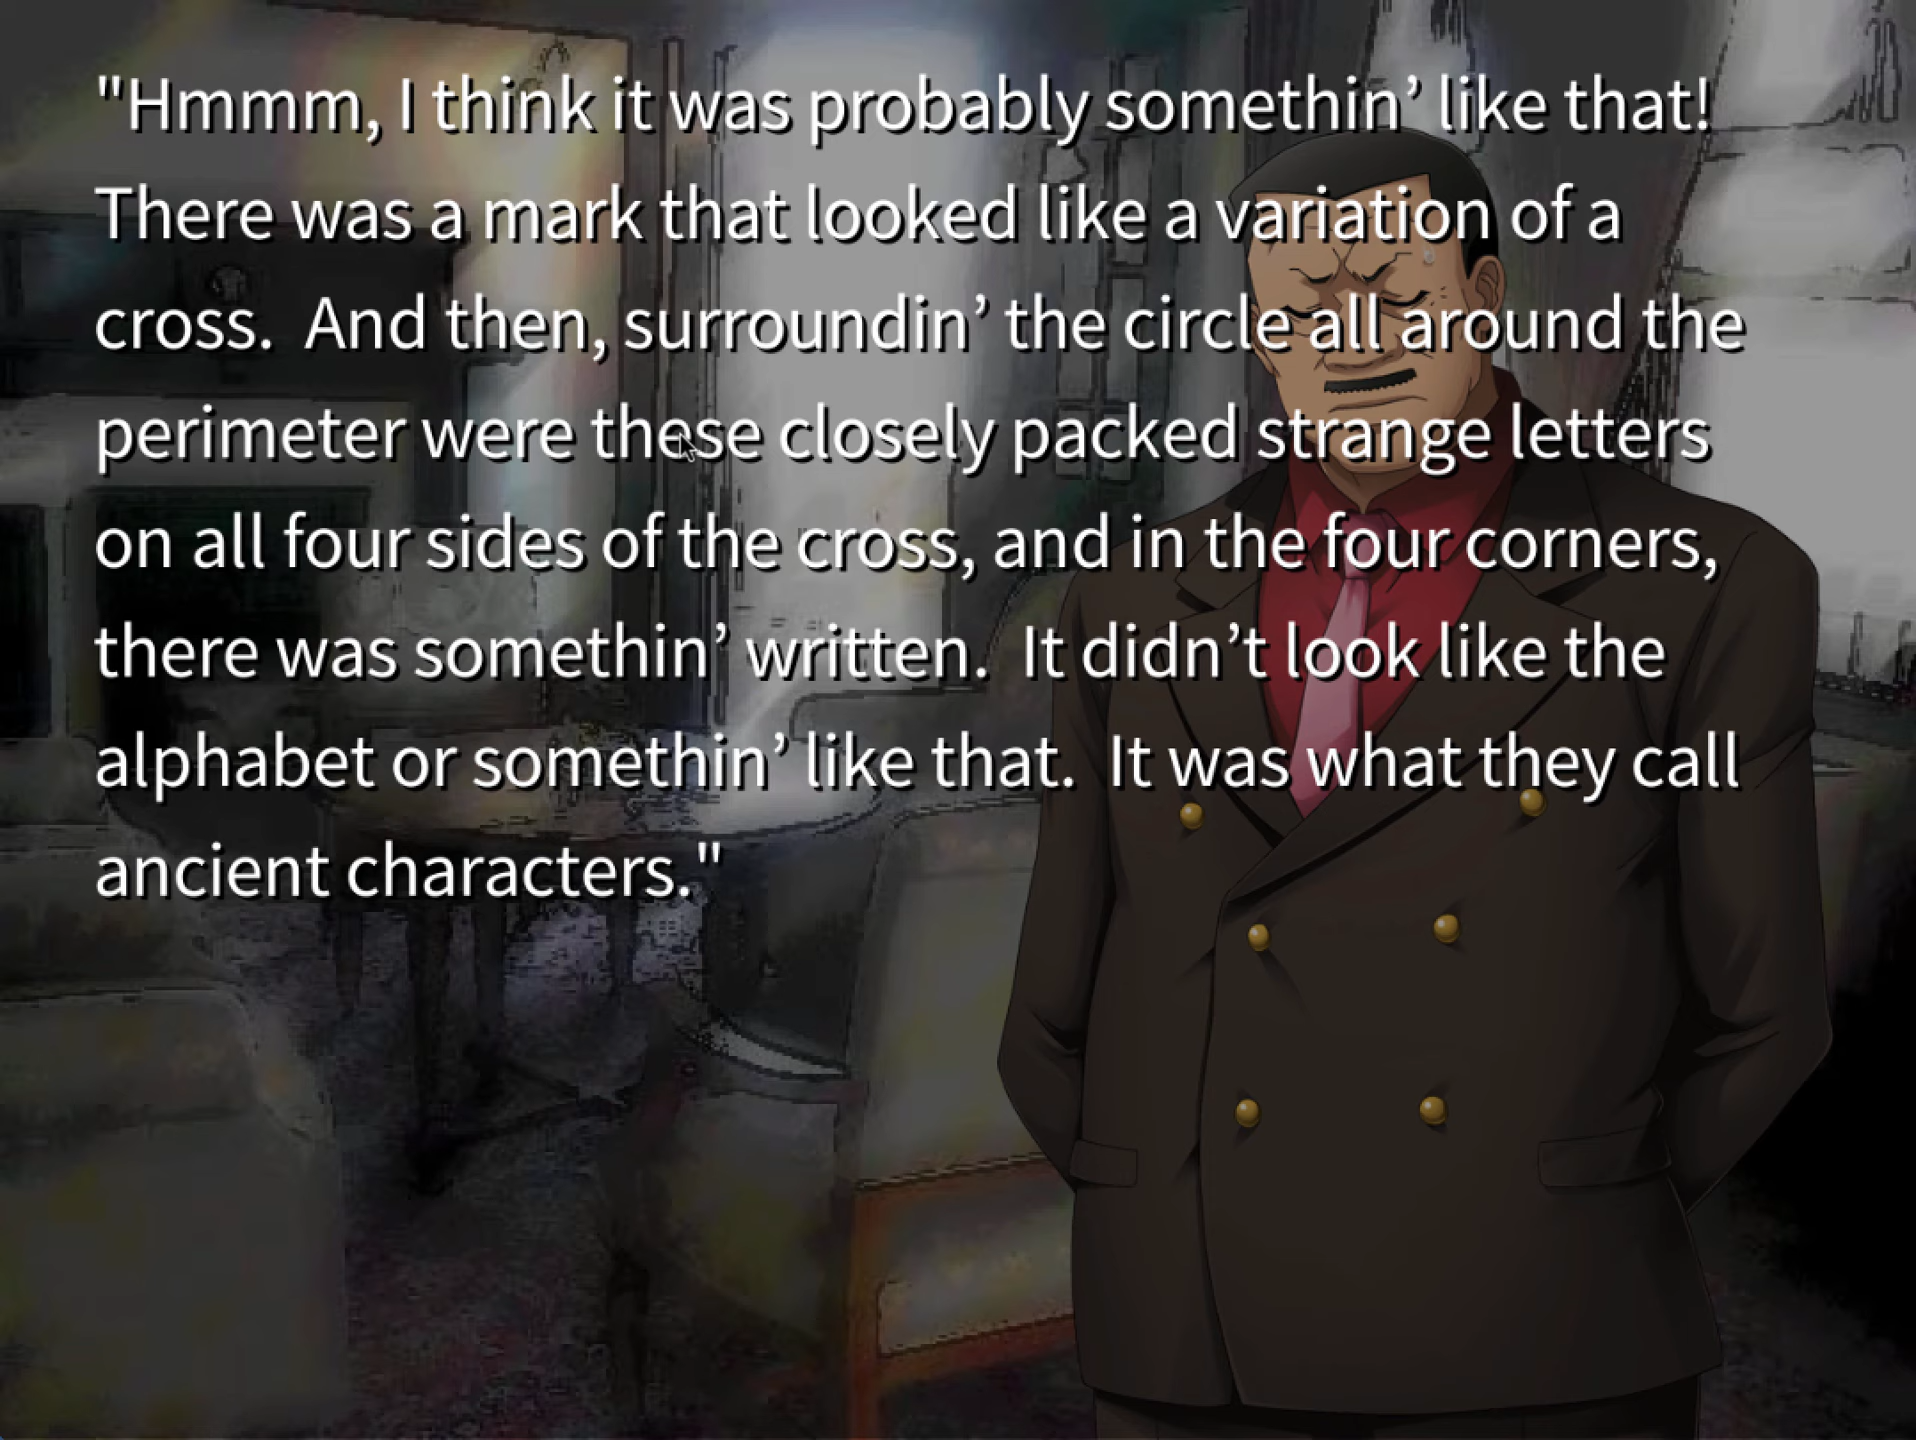 "Hmmm, I think it was probably somethin’ like that!
There was a mark that looked like a variation of a
cross.  And then, surroundin’ the circle all around the
perimeter were these closely packed strange letters
on all four sides of the cross, and in the four corners,
there was somethin’ written.  It didn’t look like the
alphabet or somethin’ like that.  It was what they call
ancient characters."